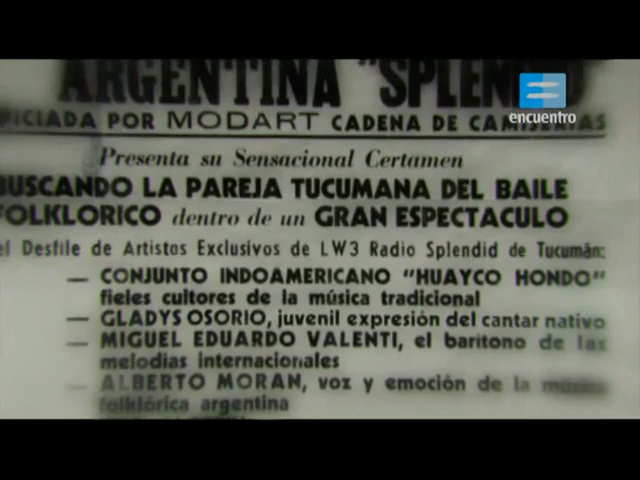 ARGENTINA "SPLENDID
encuentro
PICIADA POR MODART CADENA DE CAMISERIAS
Presenta su Sensacional Certamen
BUSCANDO LA PAREJA TUCUMANA DEL BAILE
FOLKLORICO dentro de un GRAN ESPECTACULO
el Desfile de Artistas Exclusivos de LW3 Radio Splendid de Tucumán:
— CONJUNTO INDOAMERICANO "HUAYCO HONDO"
fieles cultores de la música tradicional
— GLADYS OSORIO, juvenil expresión del cantar nativo
— MIGUEL EDUARDO VALENTI, el barítono de las
melodías internacionales
— ALBERTO MORAN, voz y emoción de la música
folklórica argentina